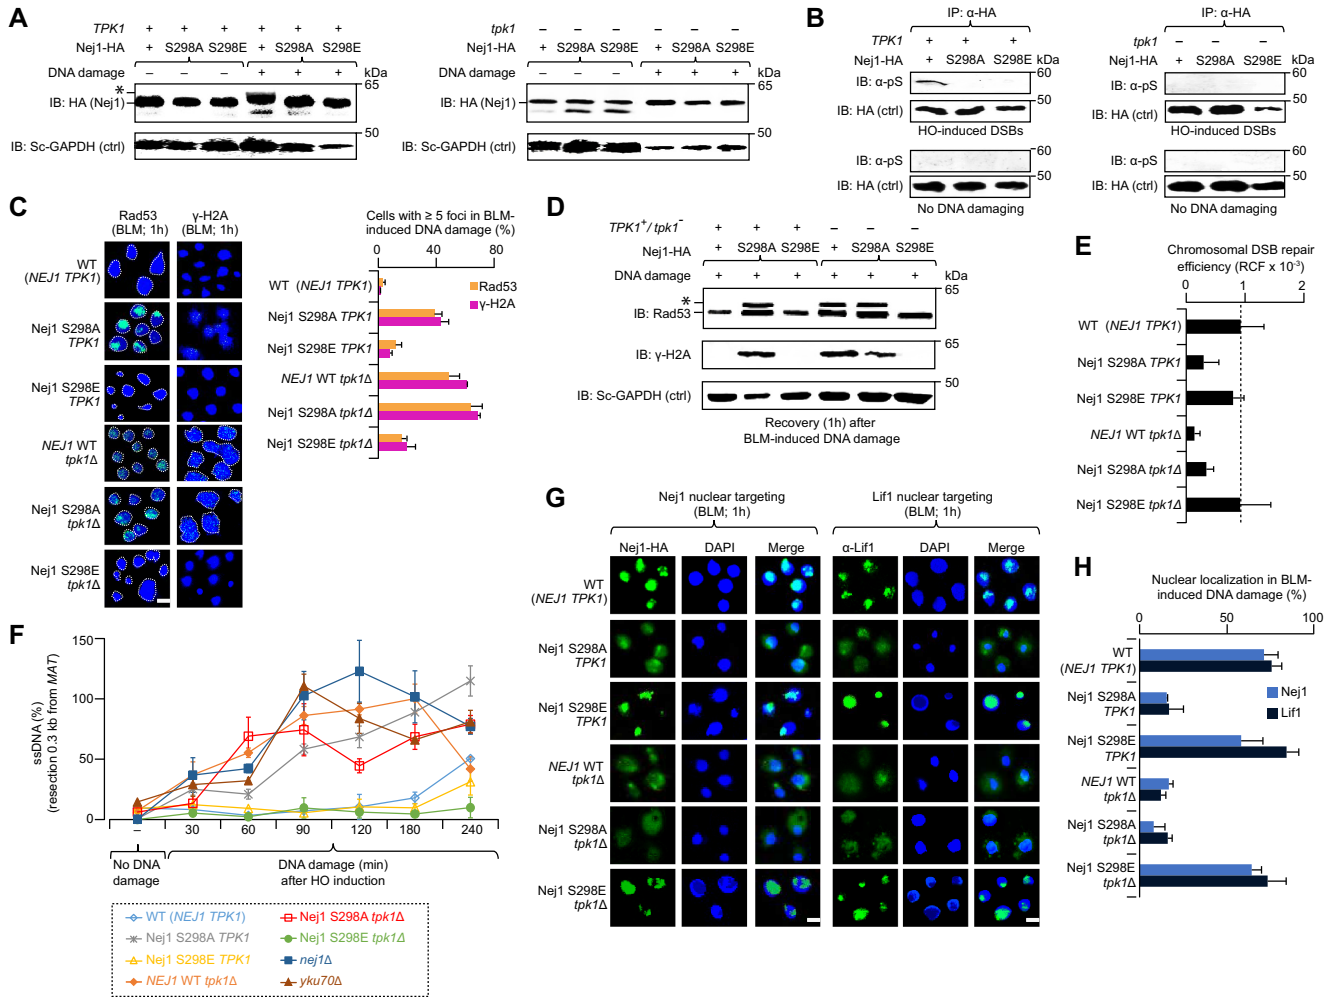 A
TPK1 + + + + + +
Nej1-HA + S298A S298E + S298A S298E
DNA damage – – – + + + kDa
65
*
IB: HA (Nej1)
50
IB: Sc-GAPDH (ctrl)
tpk1 – – – – – –
Nej1-HA + S298A S298E + S298A S298E
DNA damage – – – + + + kDa
65
IB: HA (Nej1)
50
IB: Sc-GAPDH (ctrl)
B
IP: α-HA
TPK1 + + +
Nej1-HA + S298A S298E kDa
60
IB: α-pS
50
IB: HA (ctrl)
HO-induced DSBs
60
IB: α-pS
50
IB: HA (ctrl)
No DNA damaging
IP: α-HA
tpk1 – – –
Nej1-HA + S298A S298E kDa
60
IB: α-pS
50
IB: HA (ctrl)
HO-induced DSBs
60
IB: α-pS
50
IB: HA (ctrl)
No DNA damaging
C
Rad53 (BLM; 1h)
γ-H2A (BLM; 1h)
WT (NEJ1 TPK1)
Nej1 S298A TPK1
Nej1 S298E TPK1
NEJ1 WT tpk1Δ
Nej1 S298A tpk1Δ
Nej1 S298E tpk1Δ
Cells with ≥ 5 foci in BLM-
induced DNA damage (%)
0 40 80
Rad53
γ-H2A
WT (NEJ1 TPK1)
Nej1 S298A TPK1
Nej1 S298E TPK1
NEJ1 WT tpk1Δ
Nej1 S298A tpk1Δ
Nej1 S298E tpk1Δ
D
TPK1+/ tpk1– + + + – – –
Nej1-HA + S298A S298E + S298A S298E
DNA damage + + + + + + kDa
65
*
IB: Rad53
65
IB: γ-H2A
50
IB: Sc-GAPDH (ctrl)
Recovery (1h) after
BLM-induced DNA damage
E
Chromosomal DSB repair
efficiency (RCF x 10-3)
0 1 2
WT (NEJ1 TPK1)
Nej1 S298A TPK1
Nej1 S298E TPK1
NEJ1 WT tpk1Δ
Nej1 S298A tpk1Δ
Nej1 S298E tpk1Δ
F
ssDNA (%)
(resection 0.3 kb from MAT)
150
100
50
0
– 30 60 90 120 180 240
No DNA damage
DNA damage (min)
after HO induction
WT (NEJ1 TPK1)
Nej1 S298A TPK1
Nej1 S298E TPK1
NEJ1 WT tpk1Δ
Nej1 S298A tpk1Δ
Nej1 S298E tpk1Δ
nej1Δ
yku70Δ
G
Nej1 nuclear targeting
(BLM; 1h)
Lif1 nuclear targeting
(BLM; 1h)
Nej1-HA DAPI Merge α-Lif1 DAPI Merge
WT
(NEJ1 TPK1)
Nej1 S298A
TPK1
Nej1 S298E
TPK1
NEJ1 WT
tpk1Δ
Nej1 S298A
tpk1Δ
Nej1 S298E
tpk1Δ
H
Nuclear localization in BLM-
induced DNA damage (%)
0 50 100
Nej1
Lif1
WT
(NEJ1 TPK1)
Nej1 S298A
TPK1
Nej1 S298E
TPK1
NEJ1 WT
tpk1Δ
Nej1 S298A
tpk1Δ
Nej1 S298E
tpk1Δ